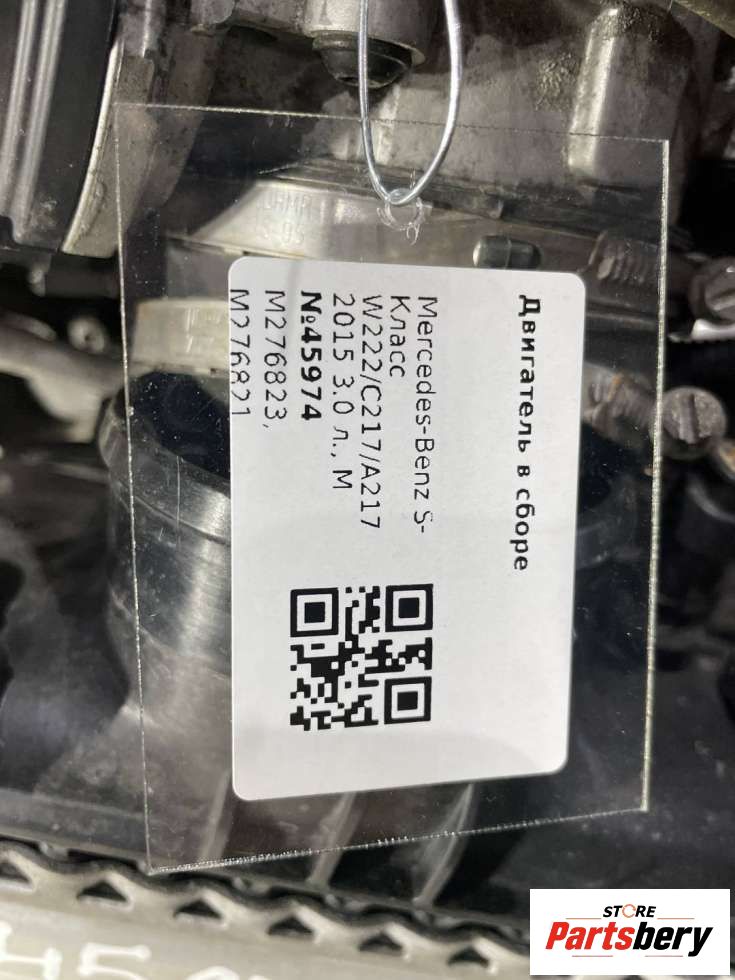 Двигатель в сборе
Mercedes-Benz S-
Класс
W222/C217/A217
2015 3.0 л., М
№45974
M276823,
M276821
STORE
Partsbery